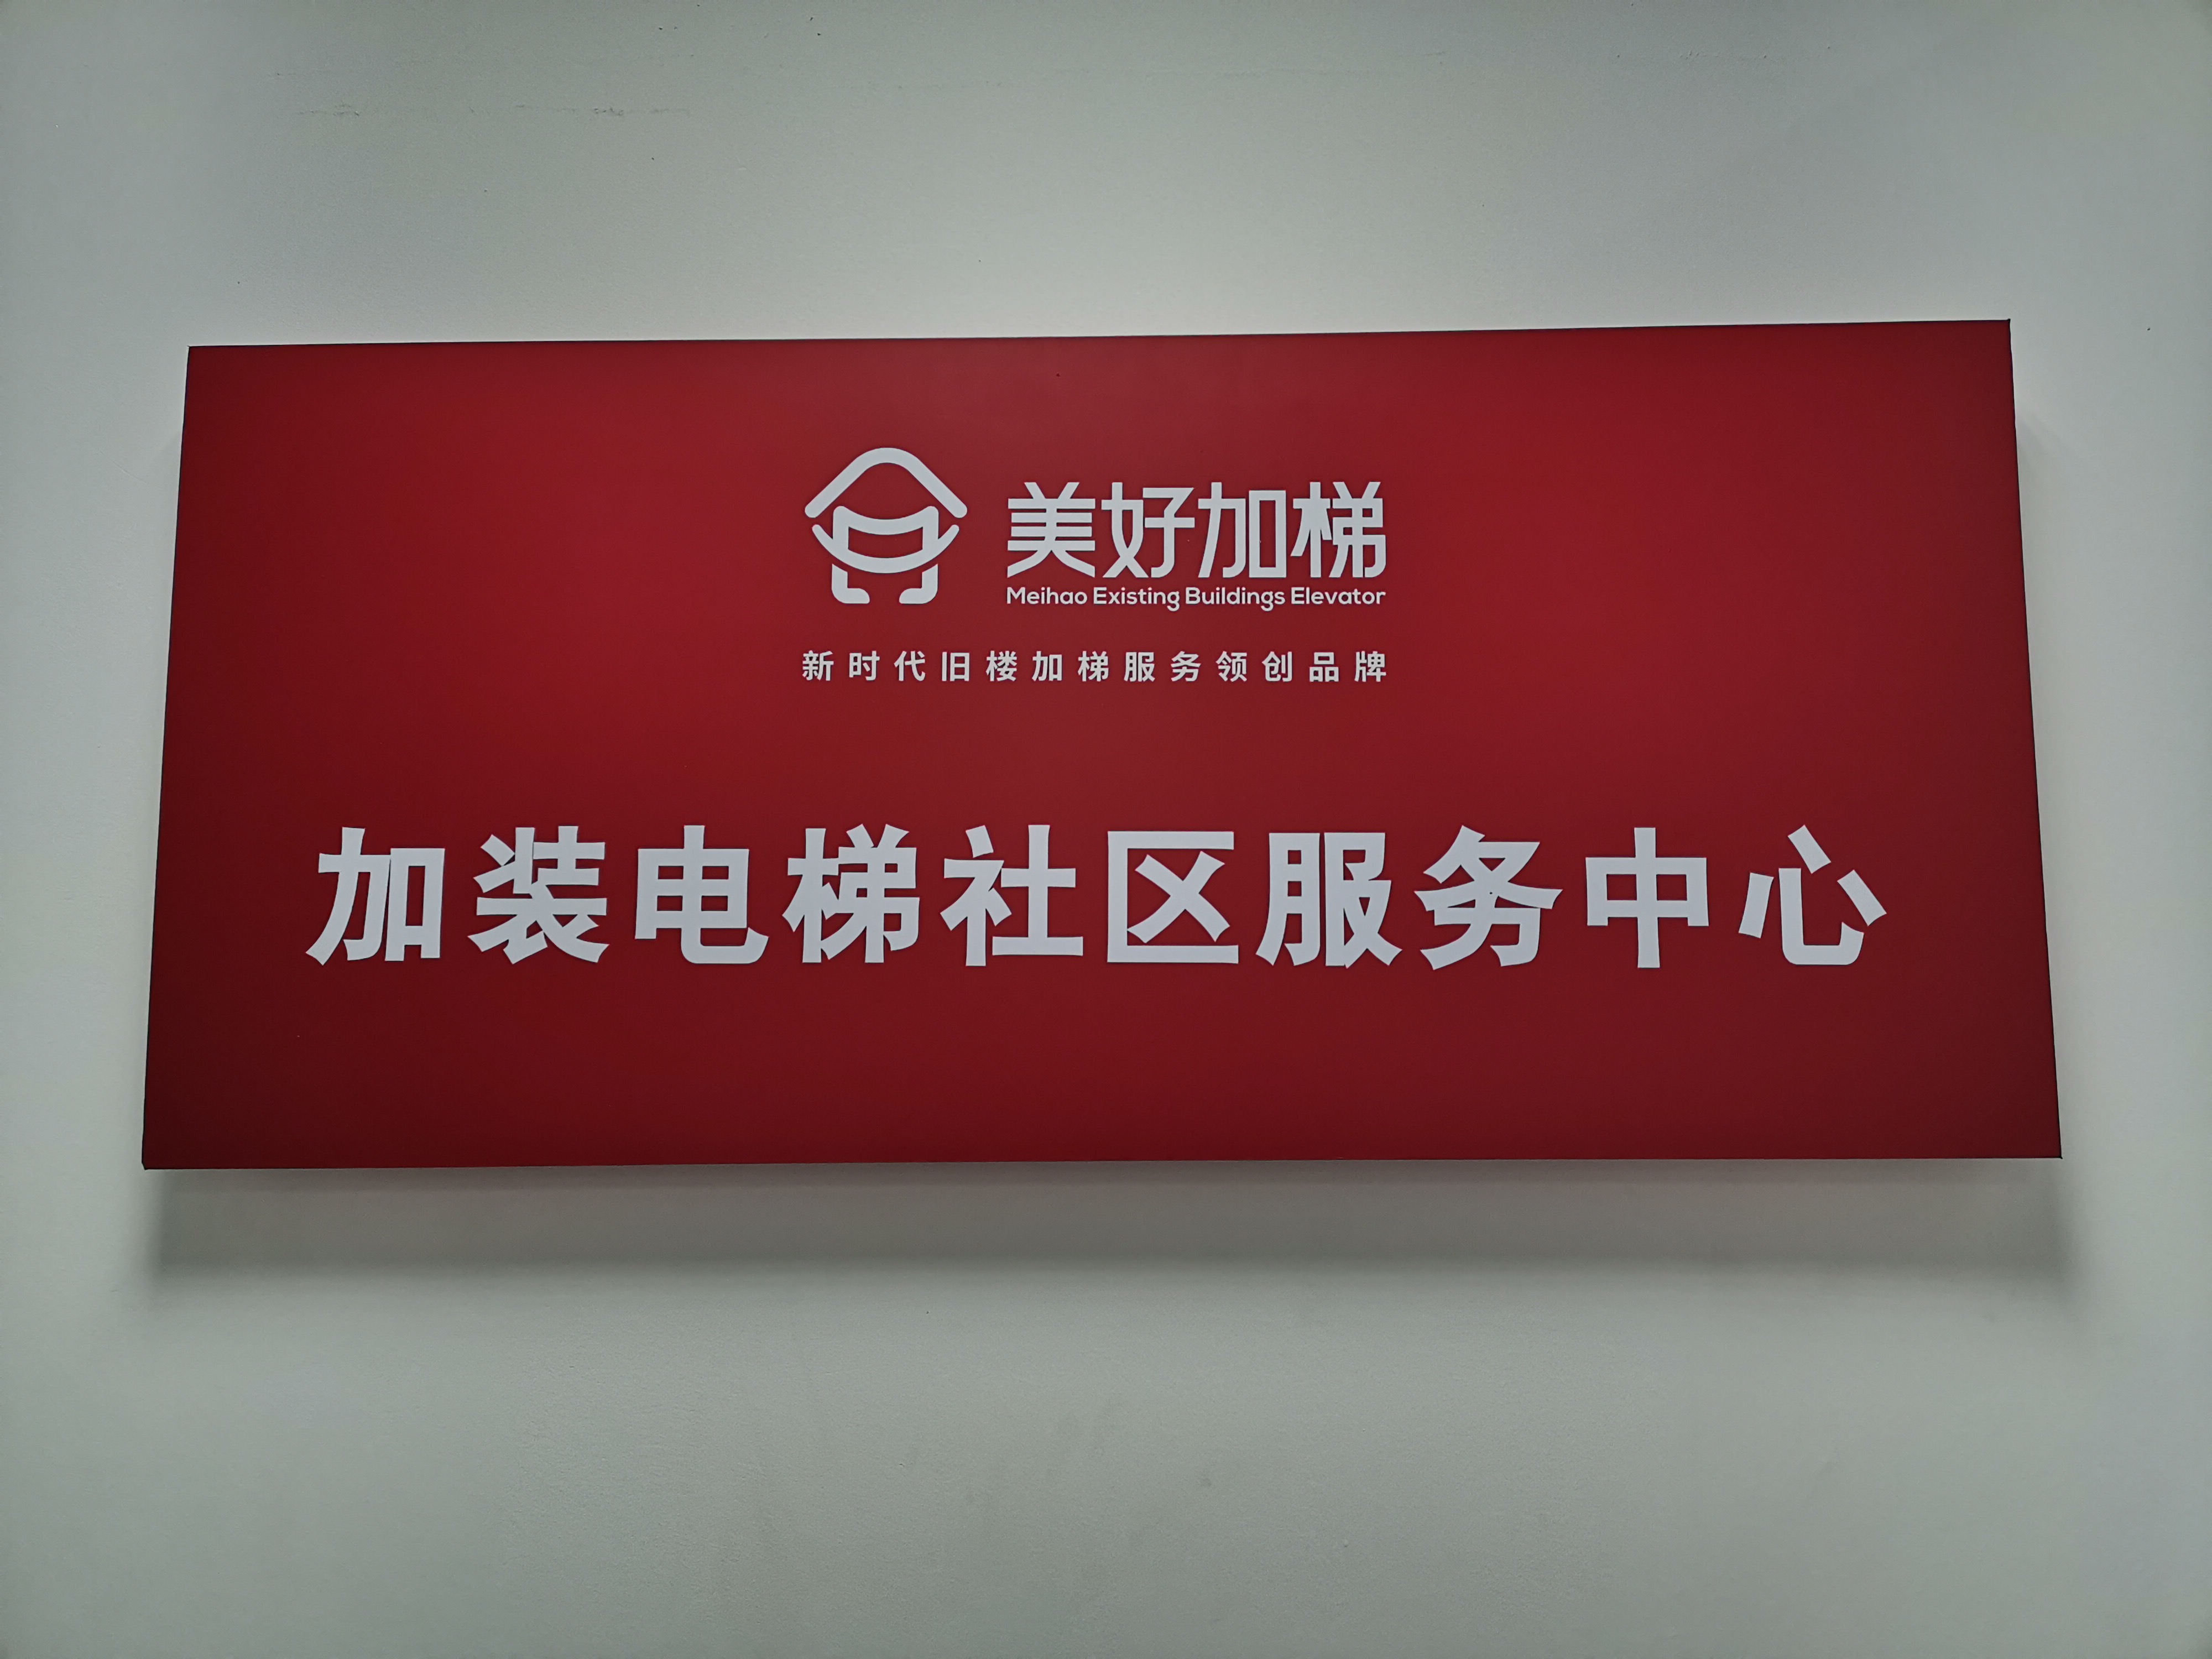 美好加梯
Meihao Existing Buildings Elevator
新时代旧楼加梯服务领创品牌
加装电梯社区服务中心